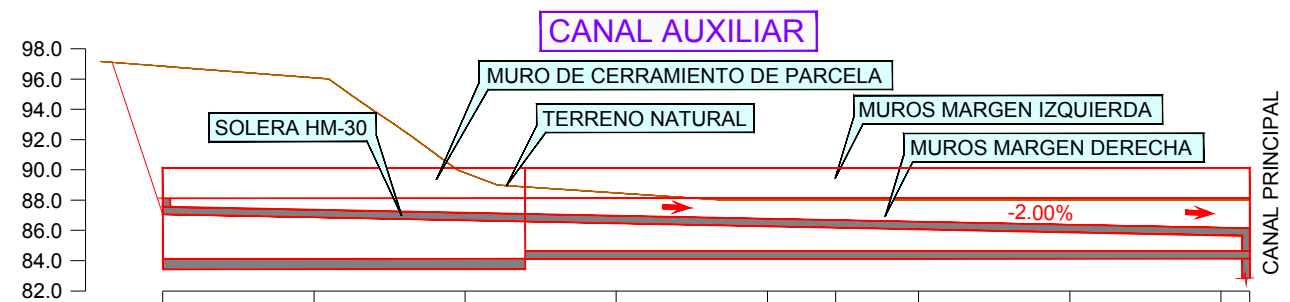 CANAL AUXILIAR
98.0
96.0
94.0
92.0
90.0
88.0
86.0
84.0
82.0
MURO DE CERRAMIENTO DE PARCELA
SOLERA HM-30
TERRENO NATURAL
MUROS MARGEN IZQUIERDA
MUROS MARGEN DERECHA
-2.00%
CANAL PRINCIPAL